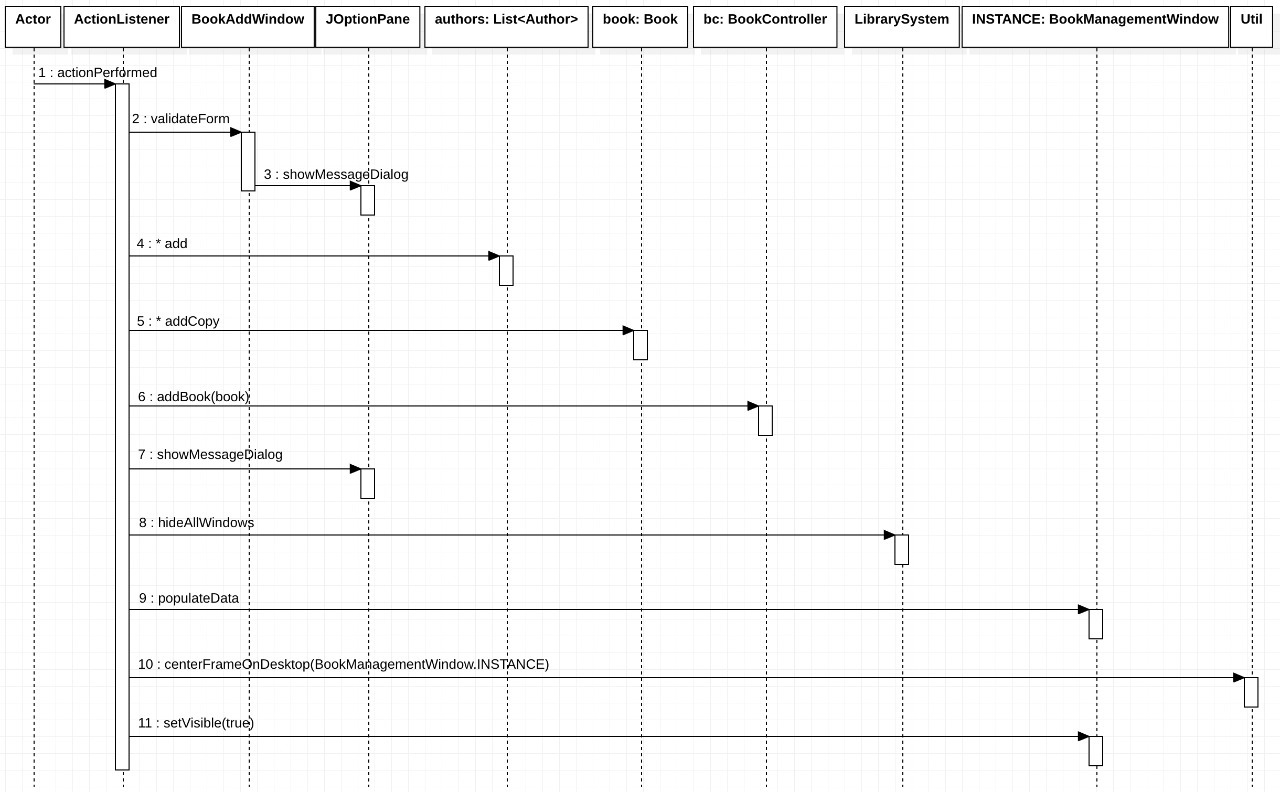 Actor
ActionListener
BookAddWindow
JOptionPane
authors: List<Author>
book: Book
bc: BookController
LibrarySystem
INSTANCE: BookManagementWindow
Util
1 : actionPerformed
2 : validateForm
3 : showMessageDialog
4 : * add
5 : * addCopy
6 : addBook(book)
7 : showMessageDialog
8 : hideAllWindows
9 : populateData
10 : centerFrameOnDesktop(BookManagementWindow.INSTANCE)
11 : setVisible(true)